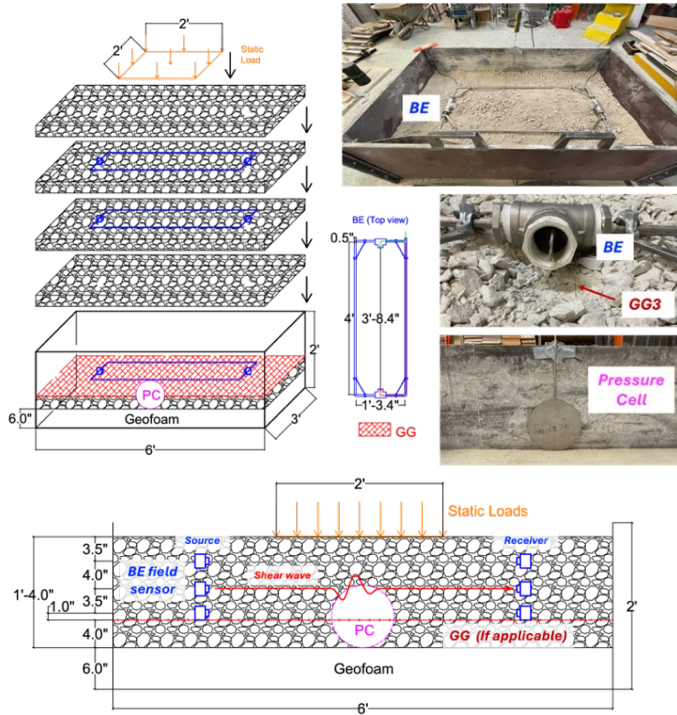 2'
2'
Static
Load
BE
BE (Top view)
0.5"
4'
3'-8.4"
1'-3.4"
BE
GG3
PC
2'
6.0"
Geofoam
3'
6'
GG
Pressure
Cell
2'
Static Loads
Source
Receiver
3.5"
BE field
sensor
4.0"
Shear wave
1'-4.0"
3.5"
1.0"
PC
GG (If applicable)
2'
4.0"
6.0"
Geofoam
6'